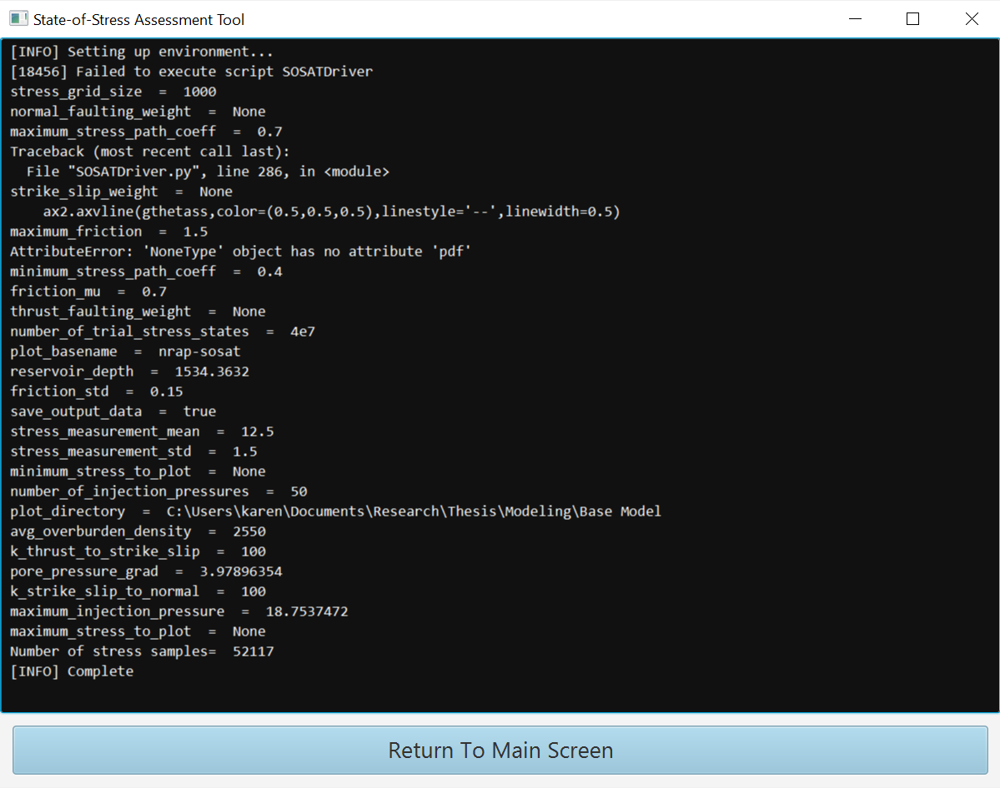 State-of-Stress Assessment Tool
[INFO] Setting up environment...
[18456] Failed to execute script SOSATDriver
stress_grid_size  =  1000
normal_faulting_weight  =  None
maximum_stress_path_coeff  =  0.7
Traceback (most recent call last):
  File "SOSATDriver.py", line 286, in <module>
strike_slip_weight  =  None
    ax2.axvline(gthetass,color=(0.5,0.5,0.5),linestyle='--',linewidth=0.5)
maximum_friction  =  1.5
AttributeError: 'NoneType' object has no attribute 'pdf'
minimum_stress_path_coeff  =  0.4
friction_mu  =  0.7
thrust_faulting_weight  =  None
number_of_trial_stress_states  =  4e7
plot_basename  =  nrap-sosat
reservoir_depth  =  1534.3632
friction_std  =  0.15
save_output_data  =  true
stress_measurement_mean  =  12.5
stress_measurement_std  =  1.5
minimum_stress_to_plot  =  None
number_of_injection_pressures  =  50
plot_directory  =  C:\Users\karen\Documents\Research\Thesis\Modeling\Base Model
avg_overburden_density  =  2550
k_thrust_to_strike_slip  =  100
pore_pressure_grad  =  3.97896354
k_strike_slip_to_normal  =  100
maximum_injection_pressure  =  18.7537472
maximum_stress_to_plot  =  None
Number of stress samples=  52117
[INFO] Complete
Return To Main Screen